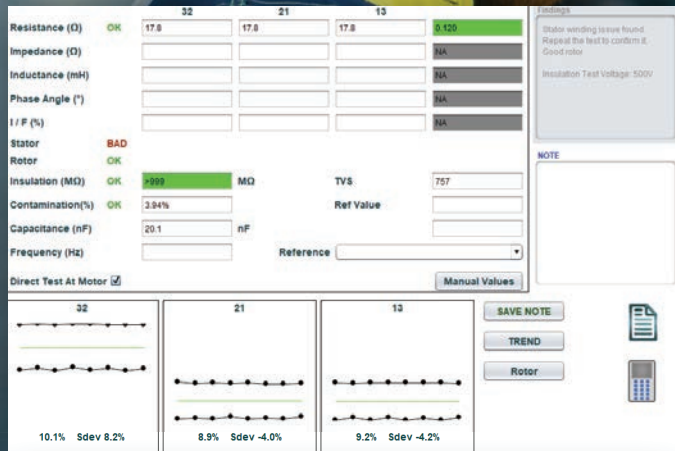 32 21 13
Resistance (Ω) OK 17.8 17.8 17.8 0.120
Impedance (Ω) NA
Inductance (mH) NA
Phase Angle (°) NA
I / F (%) NA
Stator BAD
Rotor OK
Insulation (MΩ) OK >999 MΩ TVS 757
Contamination(%) OK 3.94% Ref Value
Capacitance (nF) 20.1 nF
Frequency (Hz) Reference
Direct Test At Motor Manual Values
Findings
Stator winding issue found.
Repeat the test to confirm it.
Good rotor
Insulation Test Voltage: 500V
NOTE
32 21 13
10.1% Sdev 8.2% 8.9% Sdev -4.0% 9.2% Sdev -4.2%
SAVE NOTE
TREND
Rotor